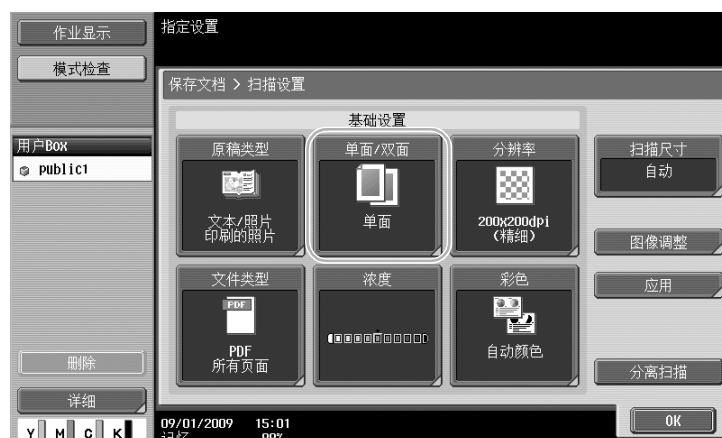 作业显示
指定设置
模式检查
保存文档 > 扫描设置
基础设置
用户Box
public1
原稿类型
单面/双面
分辨率
扫描尺寸
自动
文本/照片
印刷的照片
单面
200x200dpi
(精细)
图像调整
文件类型
浓度
彩色
应用
PDF
PDF
所有页面
自动颜色
删除
分离扫描
详细
OK
Y M C K
09/01/2009 15:01
记忆 99%